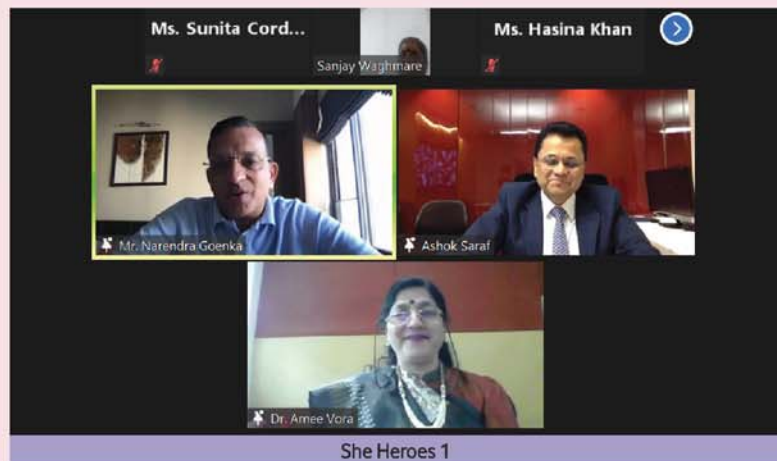 Ms. Sunita Cord...
Ms. Hasina Khan
Sanjay Waghmare
Mr. Narendra Goenka
Ashok Saraf
Dr. Amee Vora
She Heroes 1